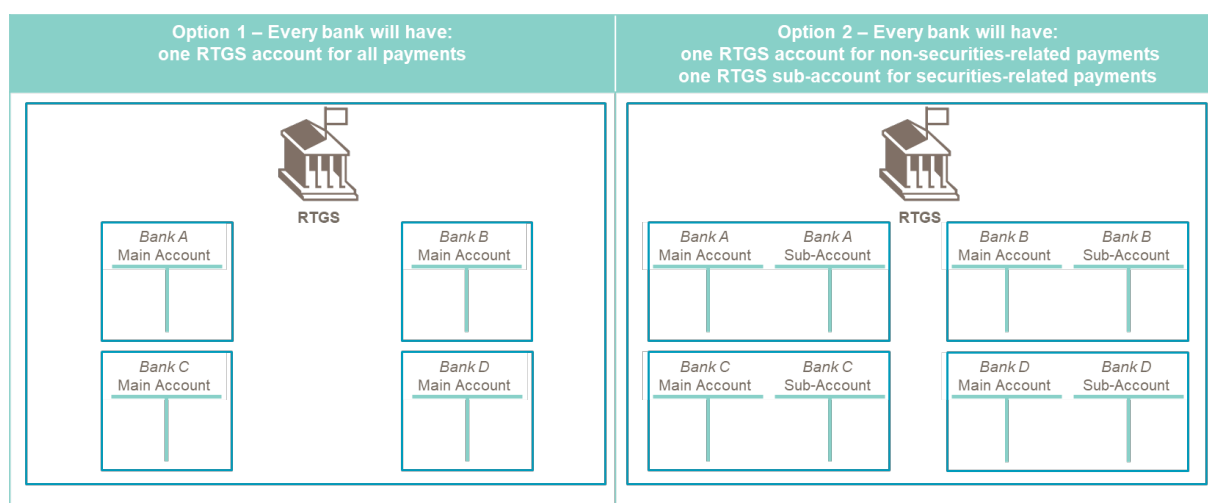 Option 1 – Every bank will have:
one RTGS account for all payments
Option 2 – Every bank will have:
one RTGS account for non-securities-related payments
one RTGS sub-account for securities-related payments
RTGS
Bank A
Main Account
Bank B
Main Account
Bank C
Main Account
Bank D
Main Account
RTGS
Bank A
Main Account
Bank A
Sub-Account
Bank B
Main Account
Bank B
Sub-Account
Bank C
Main Account
Bank C
Sub-Account
Bank D
Main Account
Bank D
Sub-Account